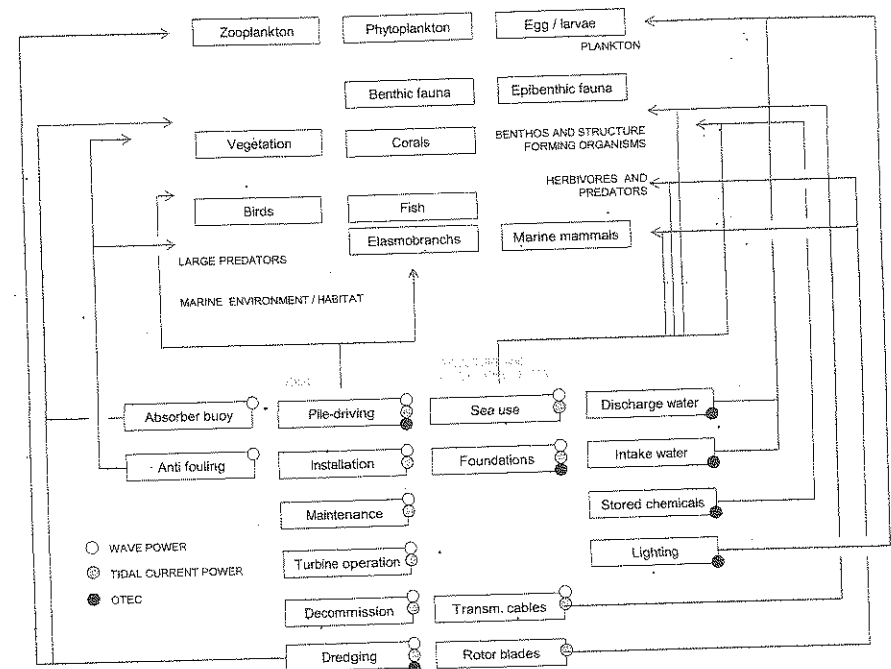 Zooplankton
Phytoplankton
Egg / larvae
PLANKTON
Benthic fauna
Epibenthic fauna
Vegetation
Corals
BENTHOS AND STRUCTURE
FORMING ORGANISMS
HERBIVORES AND
PREDATORS
Birds
Fish
Elasmobranchs
Marine mammals
LARGE PREDATORS
MARINE ENVIRONMENT / HABITAT
Absorber buoy
Pile-driving
Sea use
Discharge water
Anti fouling
Installation
Foundations
Intake water
Maintenance
Stored chemicals
WAVE POWER
TIDAL CURRENT POWER
OTEC
Turbine operation
Lighting
Decommission
Transm. cables
Dredging
Rotor blades